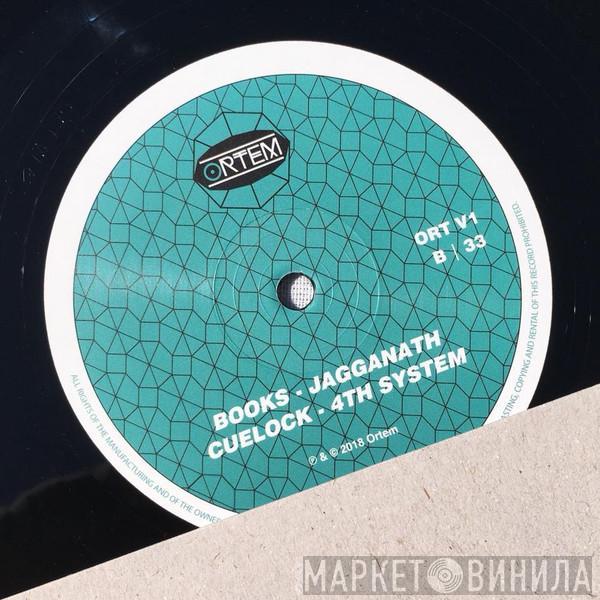 ORTEM
ORT V1
B | 33
BOOKS - JAGGANATH
CUELOCK - 4TH SYSTEM
℗ & © 2018 Ortem
ALL RIGHTS OF THE MANUFACTURING AND OF THE OWNER
COPYING AND RENTAL OF THIS RECORD PROHIBITED.
МАРКЕТ ВИНИЛА